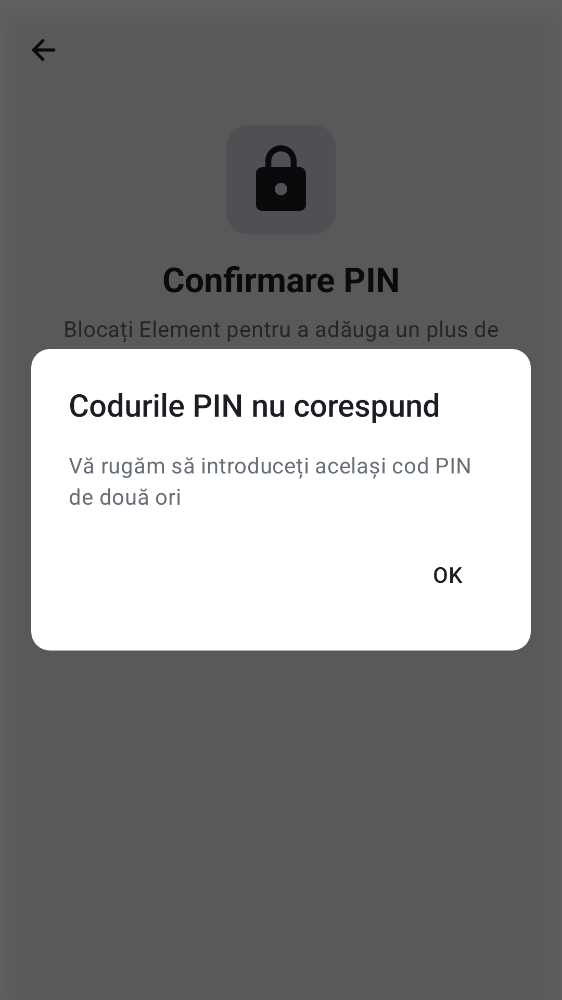 Confirmare PIN
Blocați Element pentru a adăuga un plus de
Codurile PIN nu corespund
Vă rugăm să introduceți același cod PIN
de două ori
OK